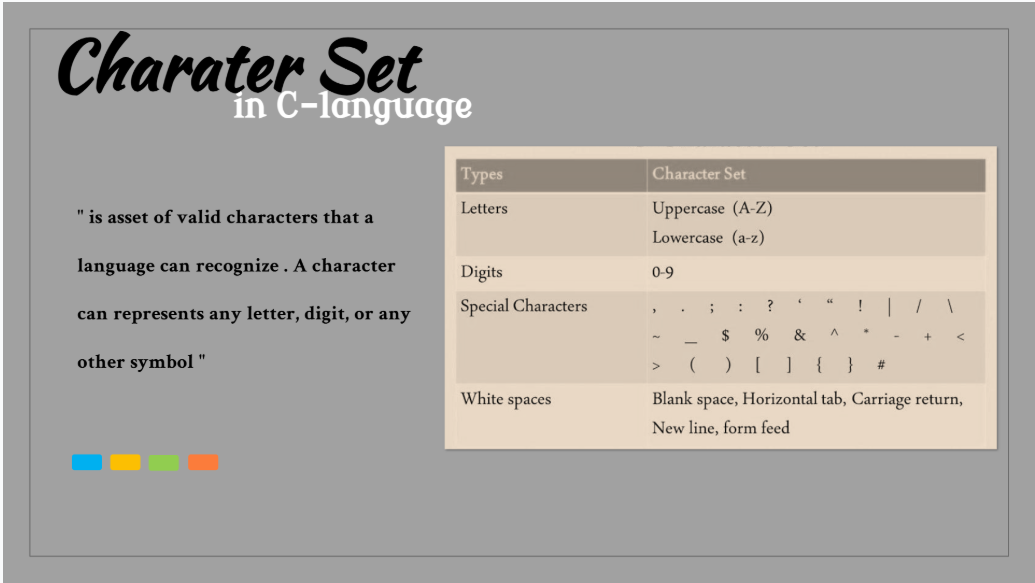 Charater Set
in C-language
" is asset of valid characters that a
language can recognize . A character
can represents any letter, digit, or any
other symbol "
Types Character Set
Letters Uppercase (A-Z)
Lowercase (a-z)
Digits 0-9
Special Characters , . ; : ? ‘ “ ! | / \
~ _ $ % & ^ * - + <
> ( ) [ ] { } #
White spaces Blank space, Horizontal tab, Carriage return,
New line, form feed